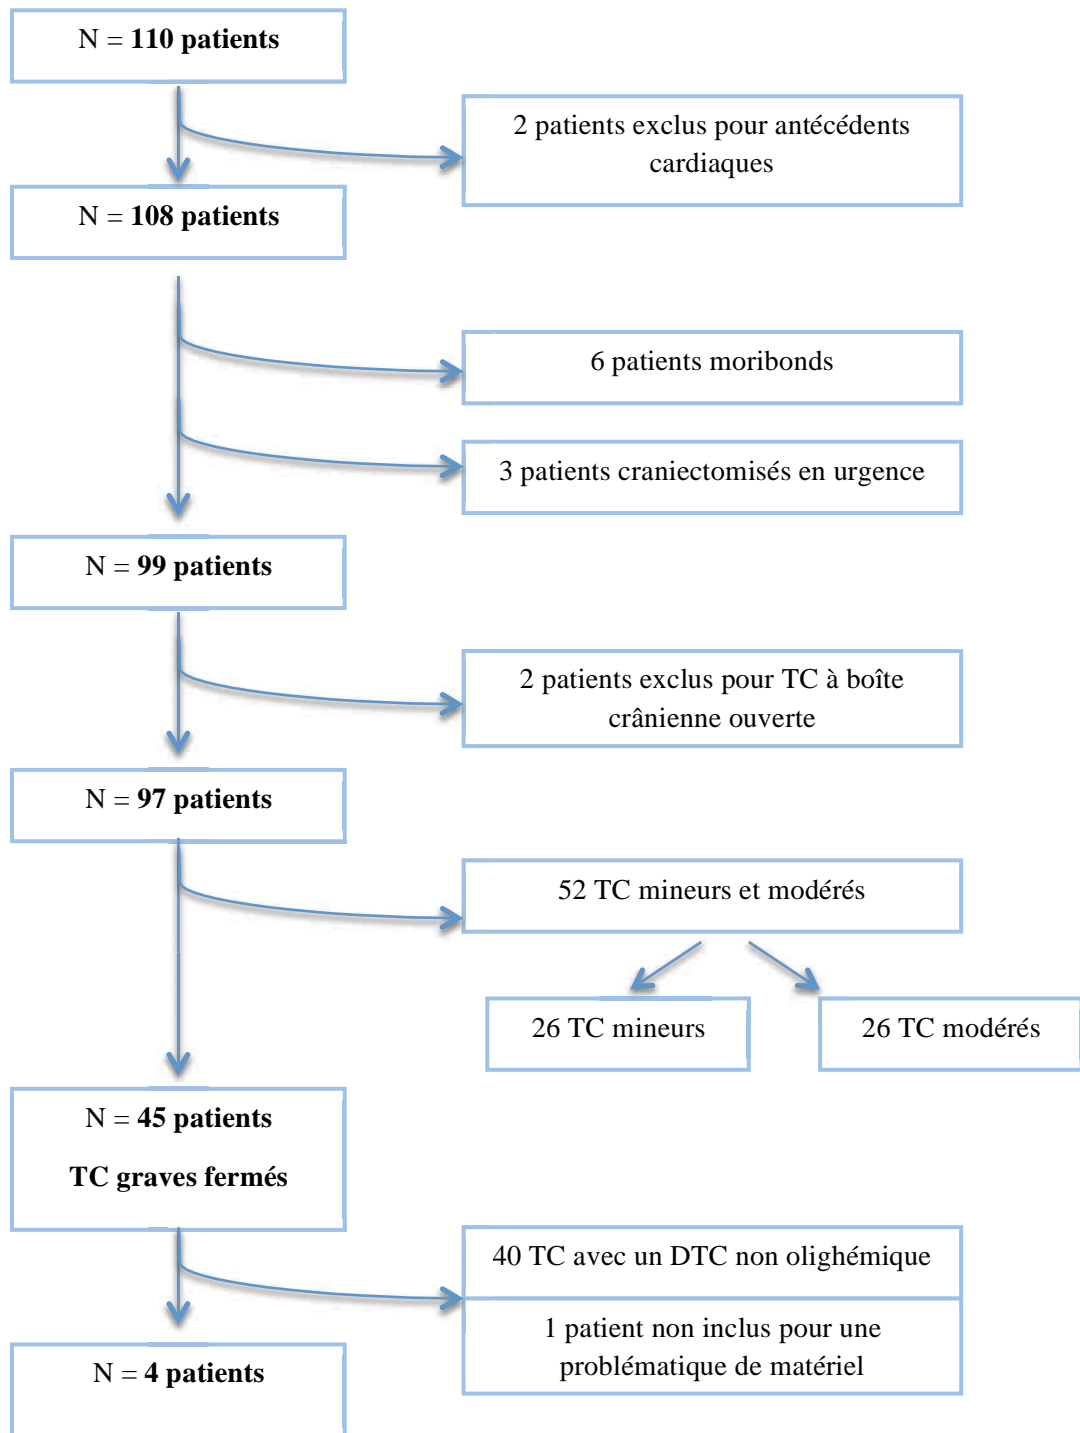 N = 110 patients
2 patients exclus pour antécédents
cardiaques
N = 108 patients
6 patients moribonds
3 patients craniectomisés en urgence
N = 99 patients
2 patients exclus pour TC à boîte
crânienne ouverte
N = 97 patients
52 TC mineurs et modérés
26 TC mineurs
26 TC modérés
N = 45 patients
TC graves fermés
40 TC avec un DTC non olighémique
1 patient non inclus pour une
problématique de matériel
N = 4 patients